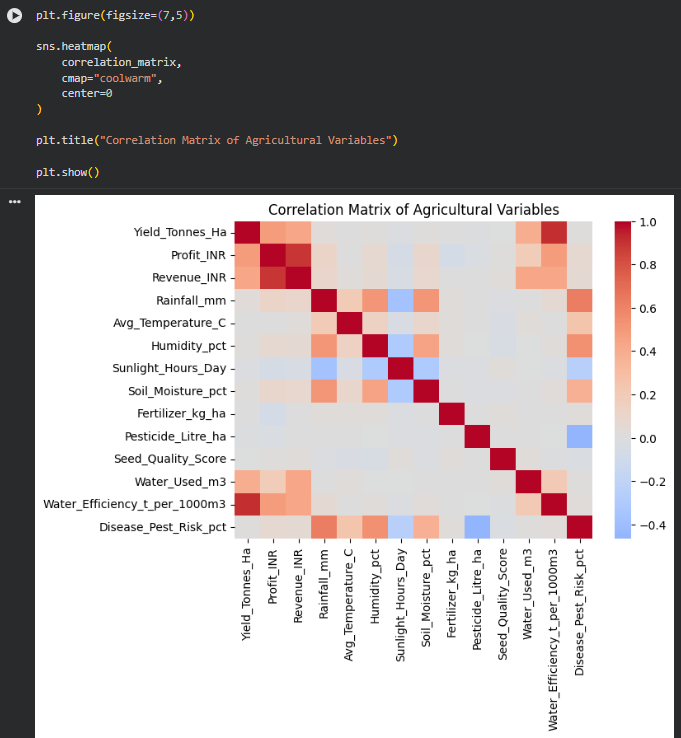 plt.figure(figsize=(7,5))
sns.heatmap(
    correlation_matrix,
    cmap="coolwarm",
    center=0
)
plt.title("Correlation Matrix of Agricultural Variables")
plt.show()
Correlation Matrix of Agricultural Variables
Yield_Tonnes_Ha
Profit_INR
Revenue_INR
Rainfall_mm
Avg_Temperature_C
Humidity_pct
Sunlight_Hours_Day
Soil_Moisture_pct
Fertilizer_kg_ha
Pesticide_Litre_ha
Seed_Quality_Score
Water_Used_m3
Water_Efficiency_t_per_1000m3
Disease_Pest_Risk_pct
Yield_Tonnes_Ha
Profit_INR
Revenue_INR
Rainfall_mm
Avg_Temperature_C
Humidity_pct
Sunlight_Hours_Day
Soil_Moisture_pct
Fertilizer_kg_ha
Pesticide_Litre_ha
Seed_Quality_Score
Water_Used_m3
Water_Efficiency_t_per_1000m3
Disease_Pest_Risk_pct
1.0
0.8
0.6
0.4
0.2
0.0
−0.2
−0.4